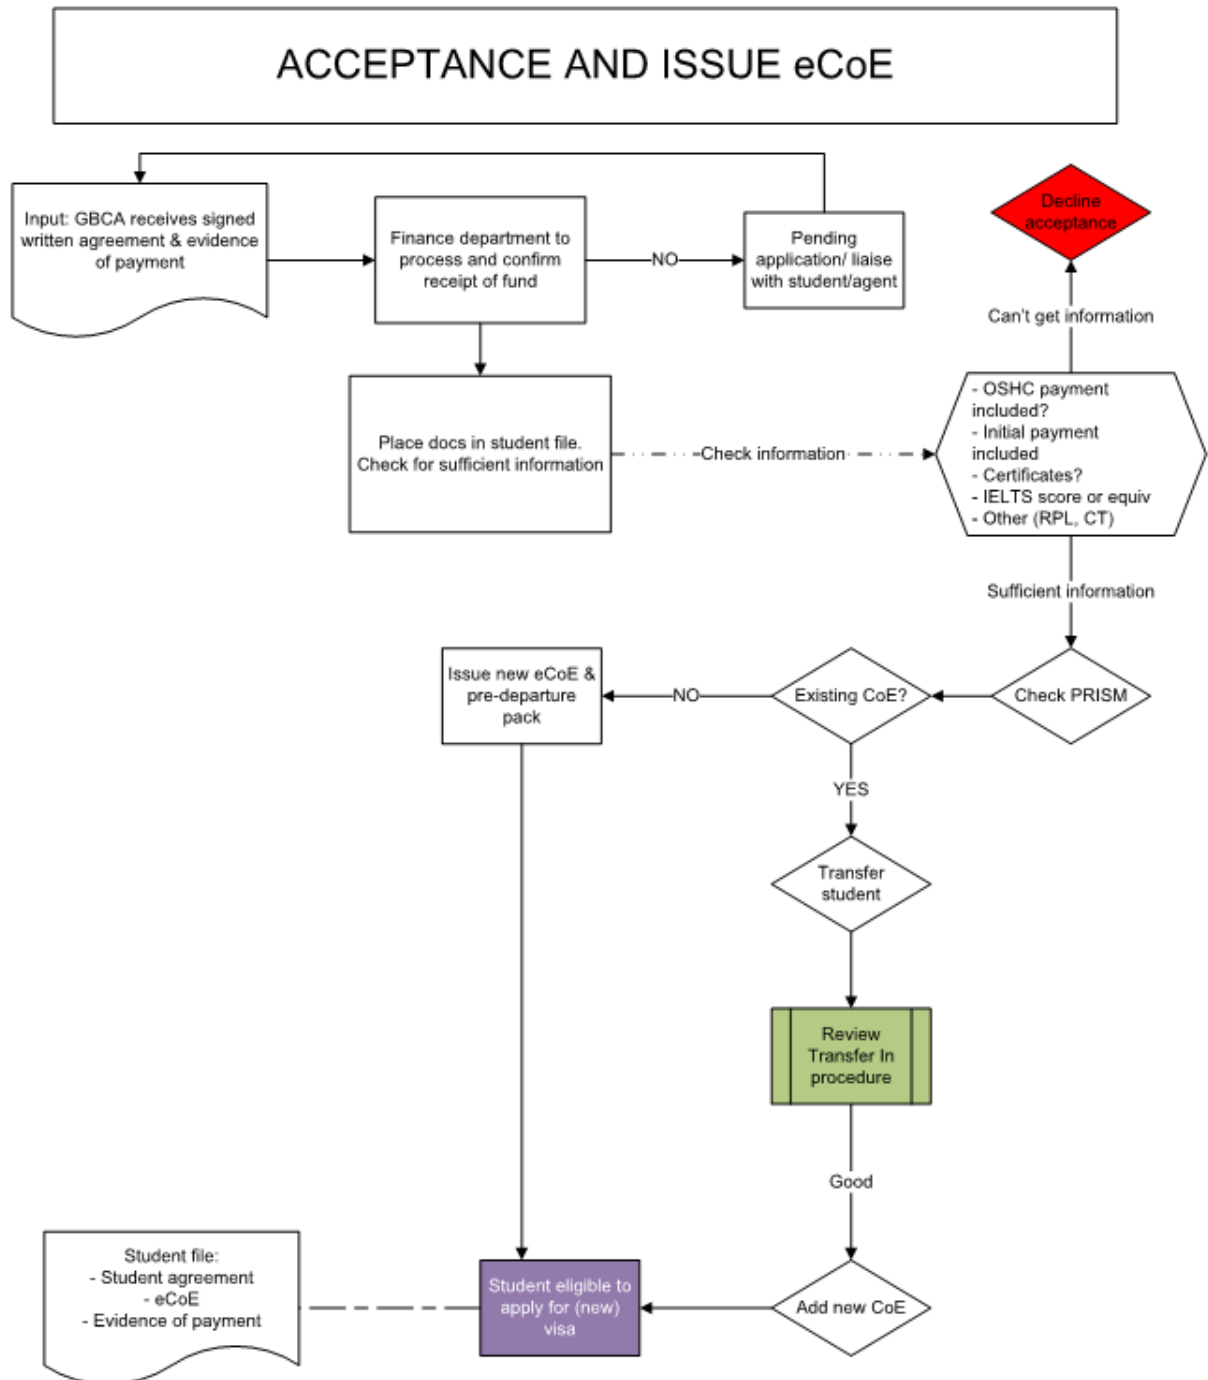 ACCEPTANCE AND ISSUE eCoE
Input: GBCA receives signed
written agreement & evidence
of payment
Finance department to
process and confirm
receipt of fund
NO
Pending
application/ liaise
with student/agent
Decline
acceptance
Can't get information
- OSHC payment
included?
- Initial payment
included
- Certificates?
- IELTS score or equiv
- Other (RPL, CT)
Place docs in student file.
Check for sufficient information
Check information
Sufficient information
Check PRISM
Existing CoE?
NO
Issue new eCoE &
pre-departure
pack
YES
Transfer
student
Review
Transfer In
procedure
Good
Add new CoE
Student eligible to
apply for (new)
visa
Student file:
- Student agreement
- eCoE
- Evidence of payment